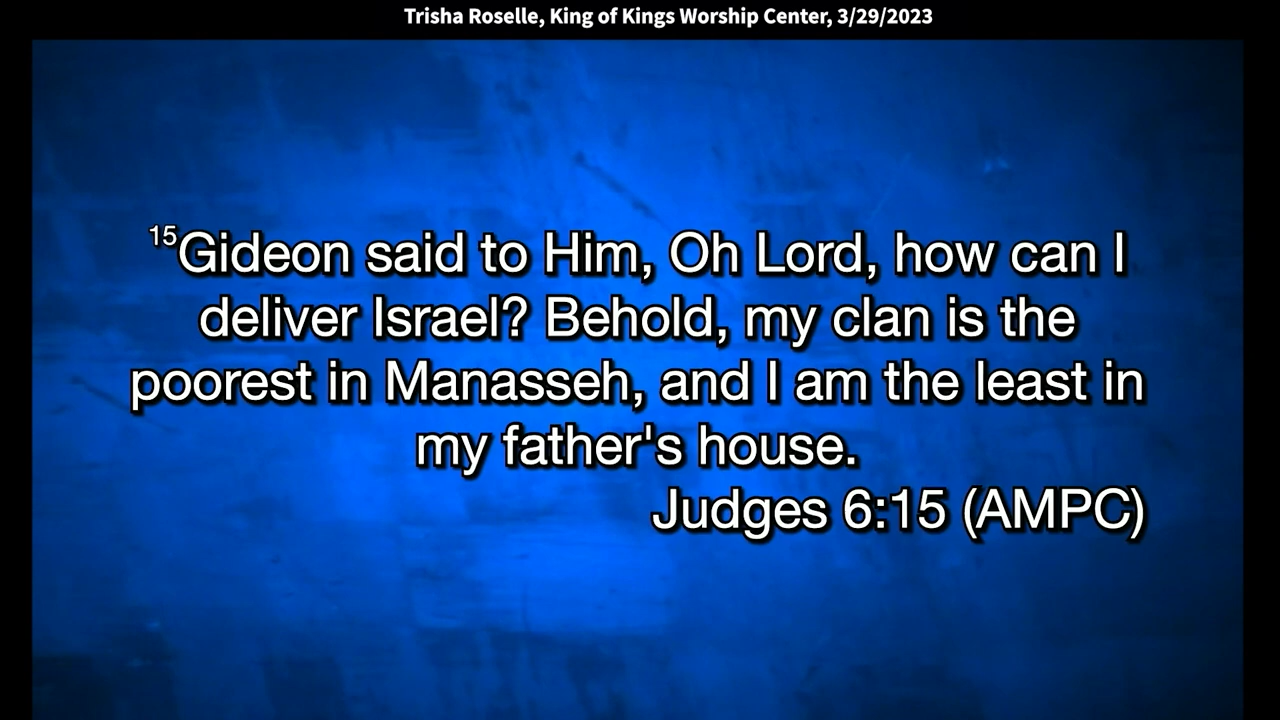 Trisha Roselle, King of Kings Worship Center, 3/29/2023
15Gideon said to Him, Oh Lord, how can I
deliver Israel? Behold, my clan is the
poorest in Manasseh, and I am the least in
my father's house.
Judges 6:15 (AMPC)